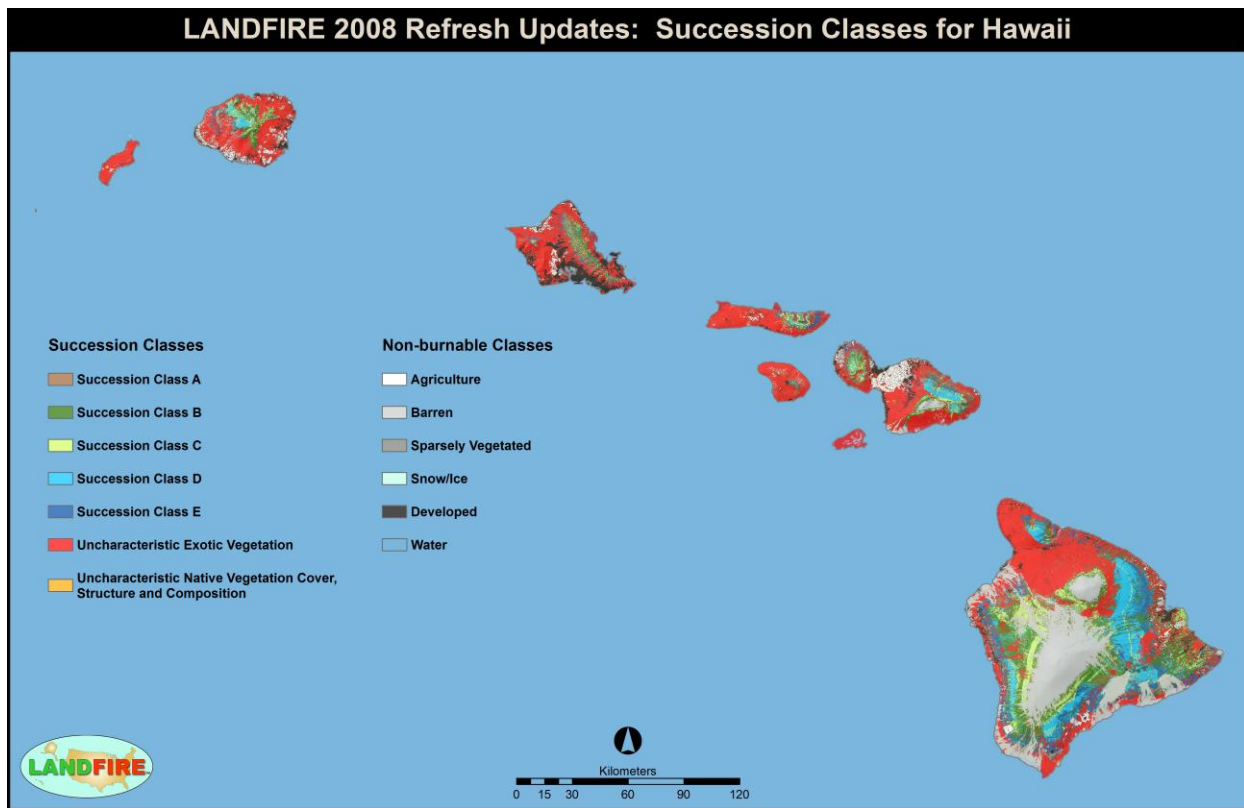 LANDFIRE 2008 Refresh Updates: Succession Classes for Hawaii
Succession Classes
Succession Class A
Succession Class B
Succession Class C
Succession Class D
Succession Class E
Uncharacteristic Exotic Vegetation
Uncharacteristic Native Vegetation Cover,
Structure and Composition
Non-burnable Classes
Agriculture
Barren
Sparsely Vegetated
Snow/Ice
Developed
Water
LANDFIRE
Kilometers
0 15 30 60 90 120